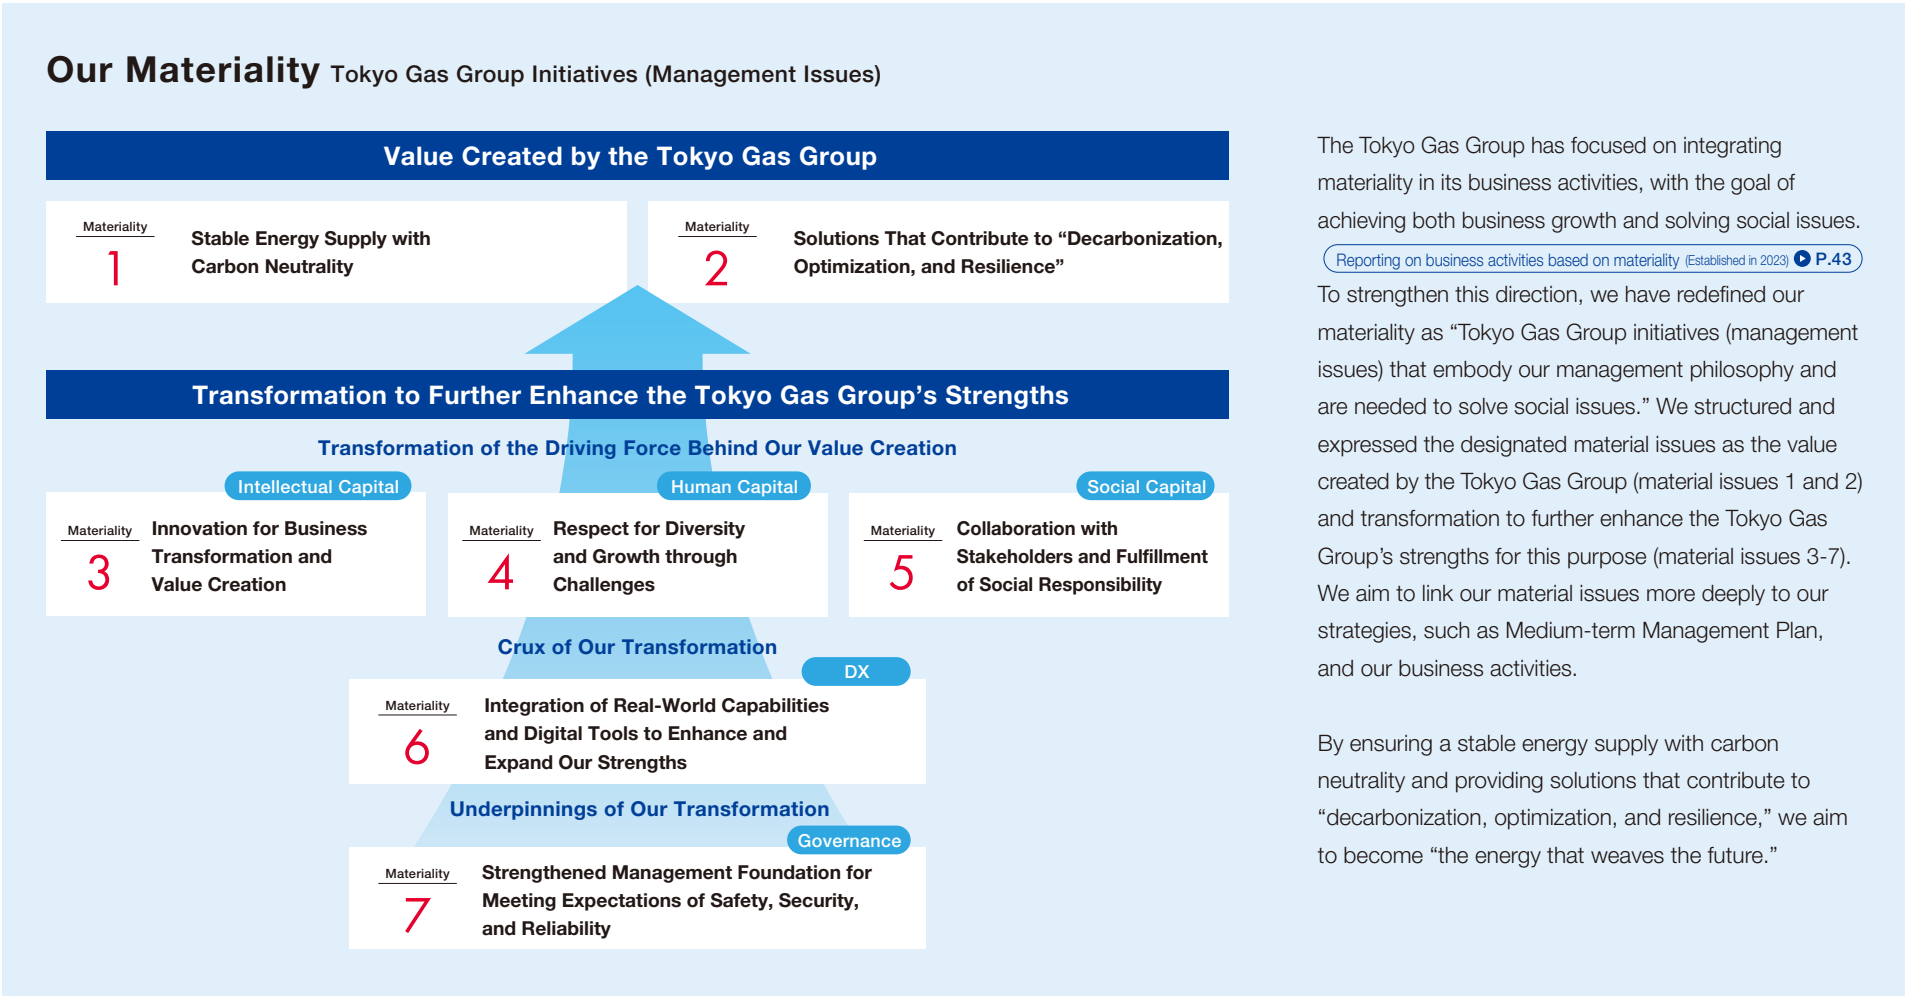 Our Materiality Tokyo Gas Group Initiatives (Management Issues)
Value Created by the Tokyo Gas Group
Materiality
1
Stable Energy Supply with
Carbon Neutrality
Materiality
2
Solutions That Contribute to “Decarbonization,
Optimization, and Resilience”
Transformation to Further Enhance the Tokyo Gas Group’s Strengths
Transformation of the Driving Force Behind Our Value Creation
Intellectual Capital
Materiality
3
Innovation for Business
Transformation and
Value Creation
Human Capital
Materiality
4
Respect for Diversity
and Growth through
Challenges
Social Capital
Materiality
5
Collaboration with
Stakeholders and Fulfillment
of Social Responsibility
Crux of Our Transformation
DX
Materiality
6
Integration of Real-World Capabilities
and Digital Tools to Enhance and
Expand Our Strengths
Underpinnings of Our Transformation
Governance
Materiality
7
Strengthened Management Foundation for
Meeting Expectations of Safety, Security,
and Reliability
The Tokyo Gas Group has focused on integrating
materiality in its business activities, with the goal of
achieving both business growth and solving social issues.
Reporting on business activities based on materiality (Established in 2023) P.43
To strengthen this direction, we have redefined our
materiality as “Tokyo Gas Group initiatives (management
issues) that embody our management philosophy and
are needed to solve social issues.” We structured and
expressed the designated material issues as the value
created by the Tokyo Gas Group (material issues 1 and 2)
and transformation to further enhance the Tokyo Gas
Group’s strengths for this purpose (material issues 3-7).
We aim to link our material issues more deeply to our
strategies, such as Medium-term Management Plan,
and our business activities.
By ensuring a stable energy supply with carbon
neutrality and providing solutions that contribute to
“decarbonization, optimization, and resilience,” we aim
to become “the energy that weaves the future.”